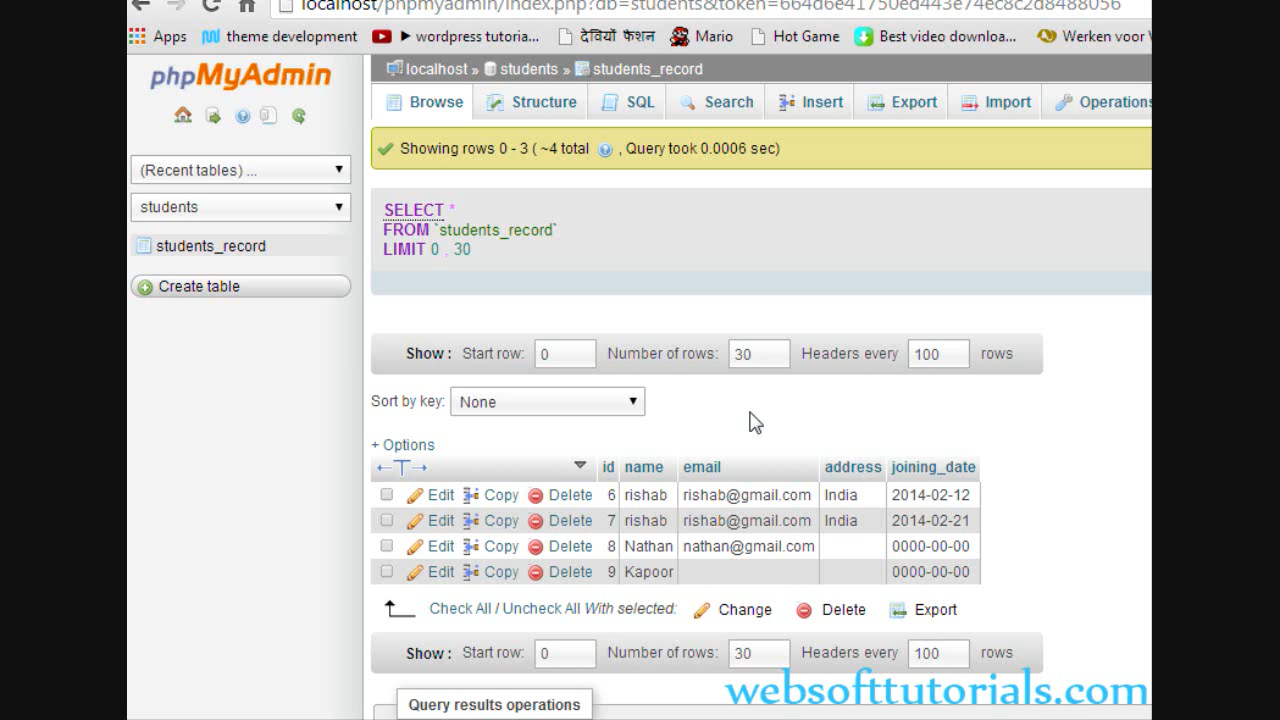 localhost/phpmyadmin/index.php?db=students&token=664d6e41750ed443e74ec8c2d8488056
Apps theme development ► wordpress tutoria... देवियों फैशन Mario Hot Game Best video downloa... Werken voor
phpMyAdmin
localhost » students » students_record
Browse Structure SQL Search Insert Export Import Operations
Showing rows 0 - 3 ( ~4 total , Query took 0.0006 sec)
(Recent tables) ...
students
students_record
Create table
SELECT *
FROM `students_record`
LIMIT 0 , 30
Show : Start row: 0 Number of rows: 30 Headers every 100 rows
Sort by key: None
+ Options
←T→ id name email address joining_date
Edit Copy Delete 6 rishab rishab@gmail.com India 2014-02-12
Edit Copy Delete 7 rishab rishab@gmail.com India 2014-02-21
Edit Copy Delete 8 Nathan nathan@gmail.com 0000-00-00
Edit Copy Delete 9 Kapoor 0000-00-00
Check All / Uncheck All With selected: Change Delete Export
Show : Start row: 0 Number of rows: 30 Headers every 100 rows
websofttutorials.com
Query results operations